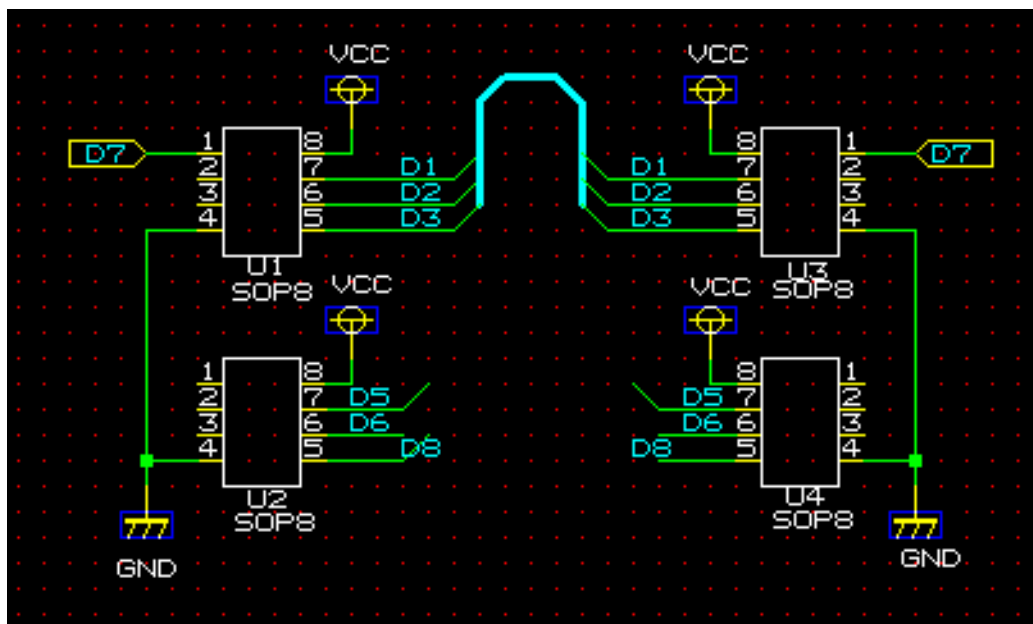 VCC VCC
D7 1 8 8 1 D7
2 7 D1 D1 7 2
3 6 D2 D2 6 3
4 5 D3 D3 5 4
U1 U3
SOP8 SOP8
VCC VCC
1 8 8 1
2 7 D5 D5 7 2
3 6 D6 D6 6 3
4 5 D8 D8 5 4
U2 U4
SOP8 SOP8
GND GND